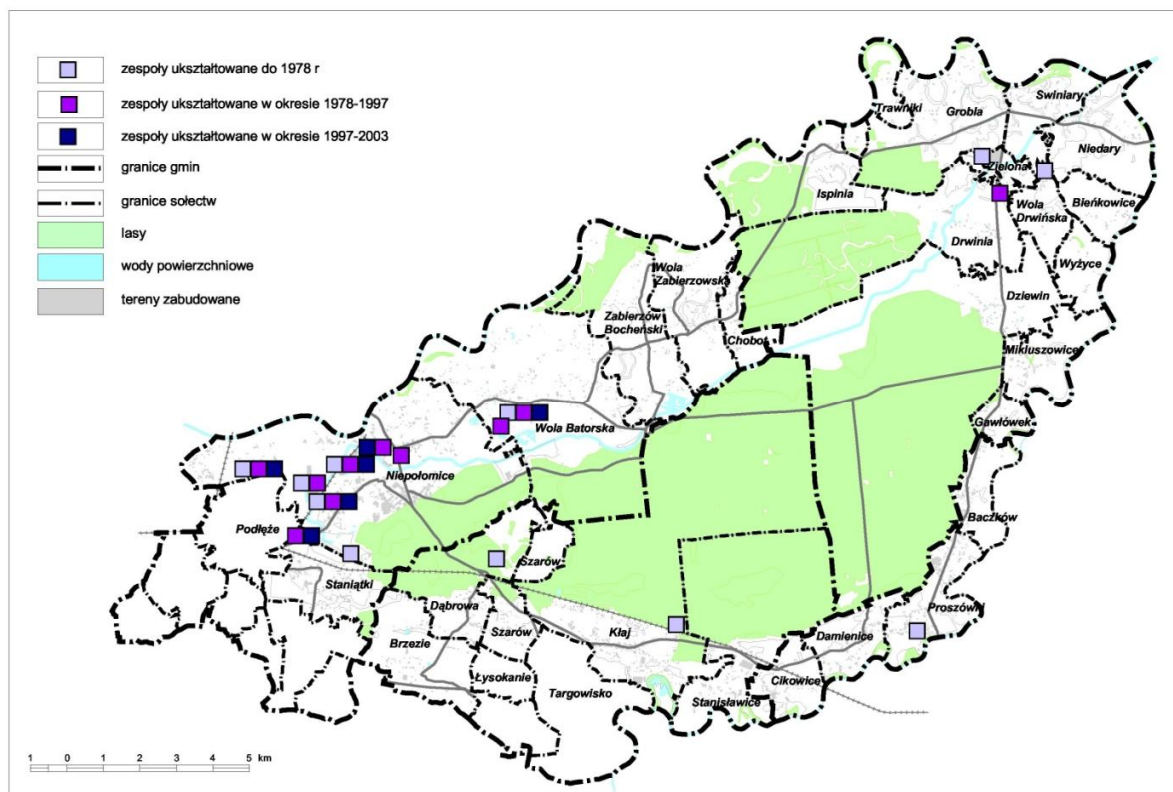 zespoły ukształtowane do 1978 r
zespoły ukształtowane w okresie 1978-1997
zespoły ukształtowane w okresie 1997-2003
granice gmin
granice sołectw
lasy
wody powierzchniowe
tereny zabudowane
Trawniki
Grobla
Swiniary
Niedary
Zielona
Ispinia
Wola
Drwińska
Bieńkowice
Drwinia
Wyżyce
Wola
Zabierzowska
Dziewin
Zabierzów
Bocheński
Chobot
Mikluszowice
Gawłówek
Wola Batorska
Niepołomice
Baczków
Podłęże
Szarów
Staniątki
Dąbrowa
Proszówki
Szarów
Kłaj
Damienice
Brzezie
Łysokanie
Cikowice
Targowisko
Stanisławice
1 0 1 2 3 4 5 km